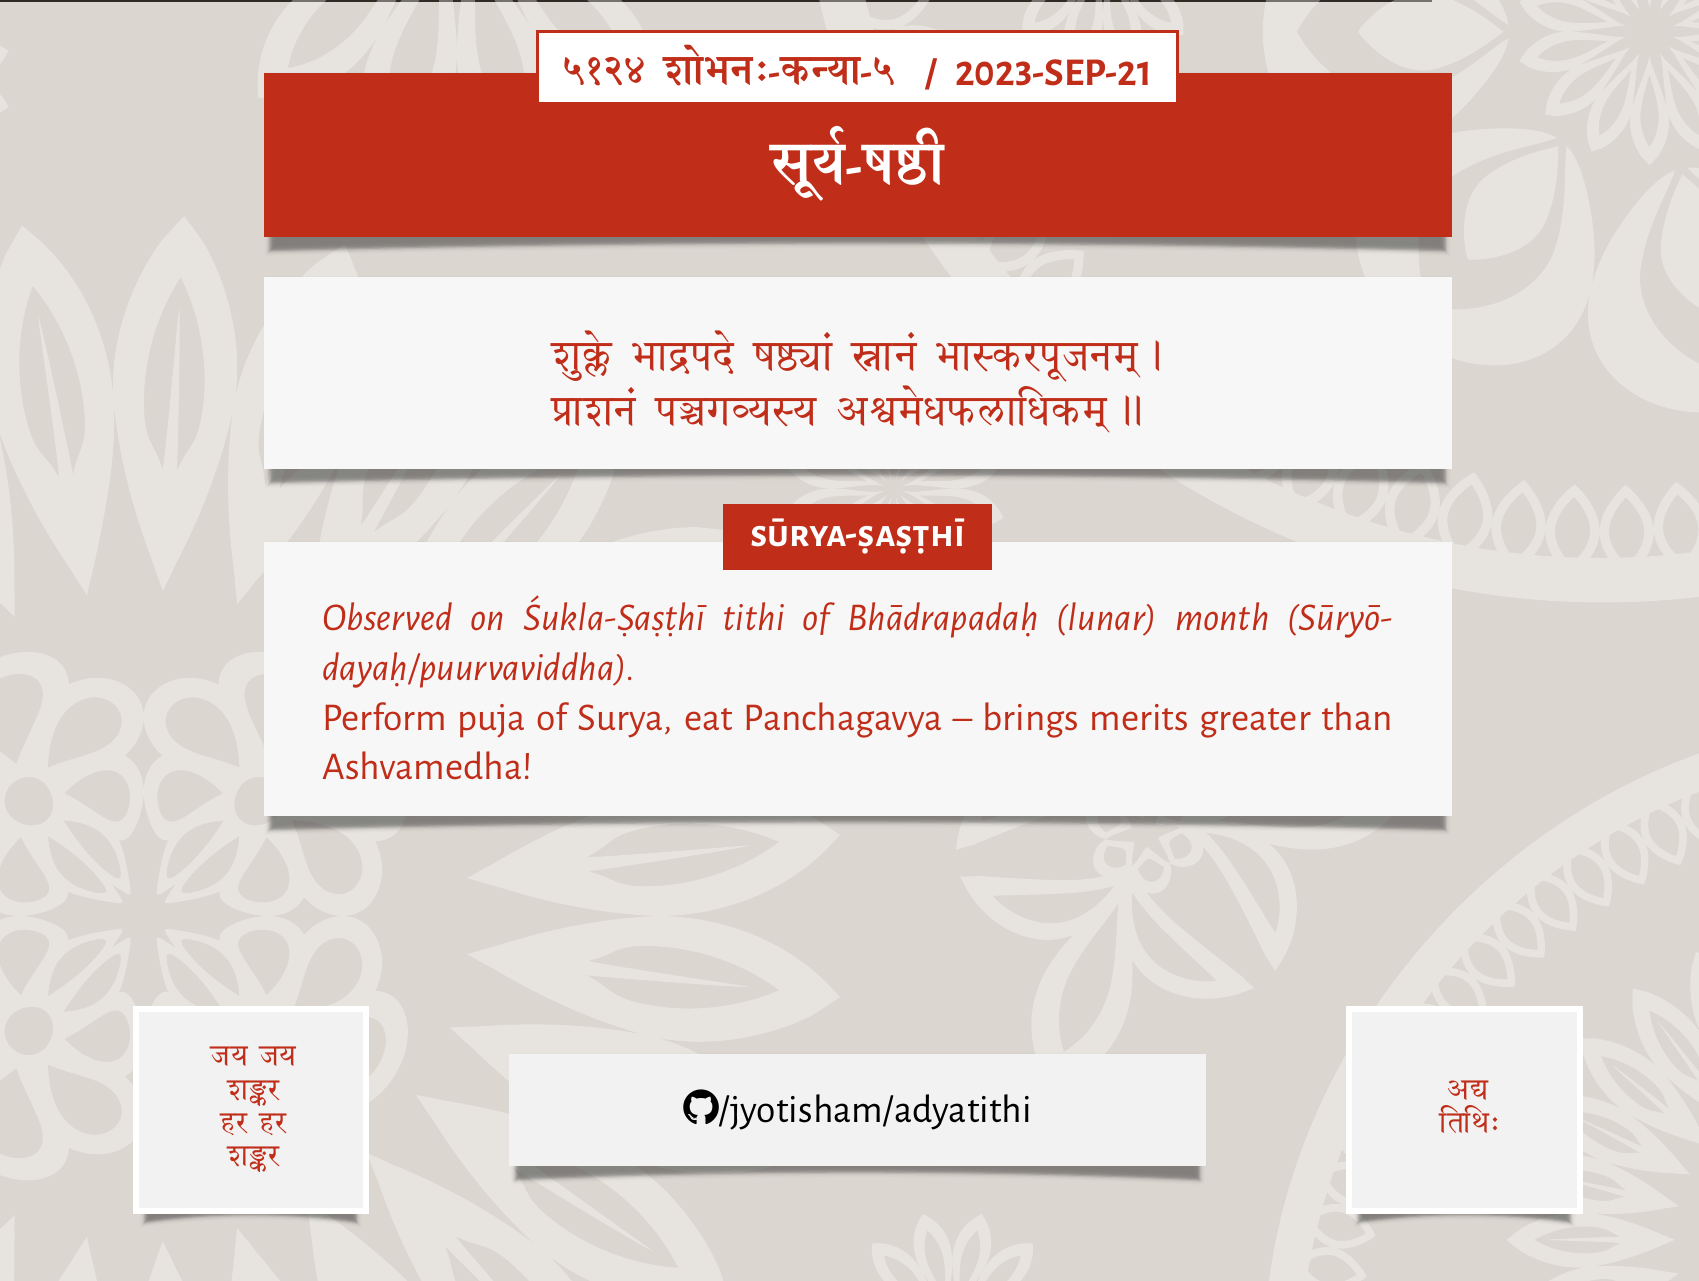 ५१२४ शोभनः-कन्या-५ / 2023-SEP-21
सूर्य-षष्ठी
शुक्ले भाद्रपदे षष्ठ्यां स्नानं भास्करपूजनम् ।
प्राशनं पञ्चगव्यस्य अश्वमेधफलाधिकम् ॥
SŪRYA-ṢAṢṬHĪ
Observed on Śukla-Ṣaṣṭhī tithi of Bhādrapadaḥ (lunar) month (Sūryō-
dayaḥ/puurvaviddha).
Perform puja of Surya, eat Panchagavya – brings merits greater than
Ashvamedha!
जय जय
शङ्कर
हर हर
शङ्कर
/jyotisham/adyatithi
अद्य
तिथिः